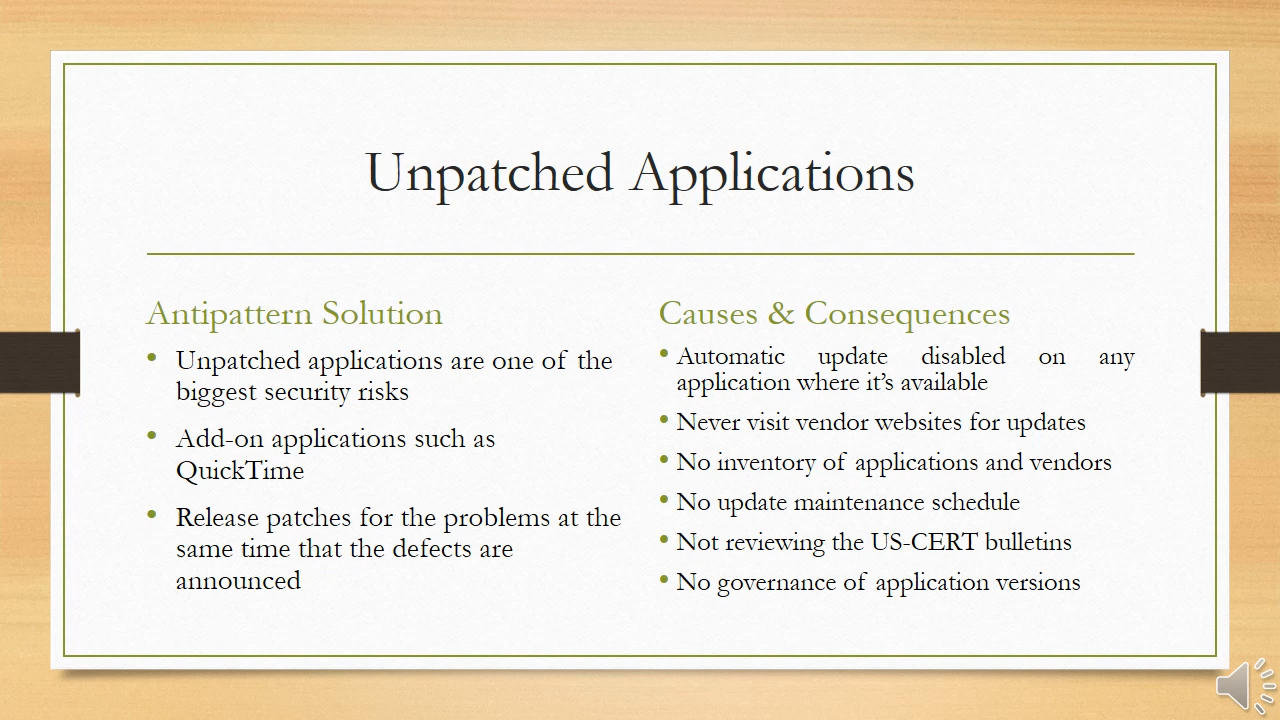 Unpatched Applications
Antipattern Solution
• Unpatched applications are one of the
biggest security risks
• Add-on applications such as
QuickTime
• Release patches for the problems at the
same time that the defects are
announced
Causes & Consequences
• Automatic update disabled on any
application where it’s available
• Never visit vendor websites for updates
• No inventory of applications and vendors
• No update maintenance schedule
• Not reviewing the US-CERT bulletins
• No governance of application versions